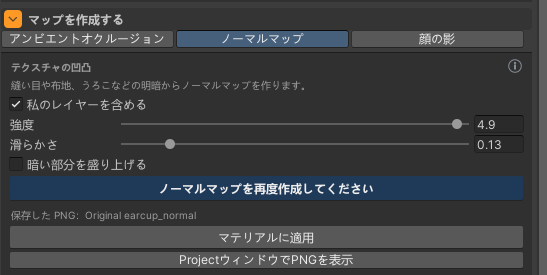 マップを作成する
アンビエントオクルージョン ノーマルマップ 顔の影
テクスチャの凹凸
縫い目や布地、うろこなどの明暗からノーマルマップを作ります。
私のレイヤーを含める
強度 4.9
滑らかさ 0.13
暗い部分を盛り上げる
ノーマルマップを再度作成してください
保存した PNG: Original earcup_normal
マテリアルに適用
ProjectウィンドウでPNGを表示